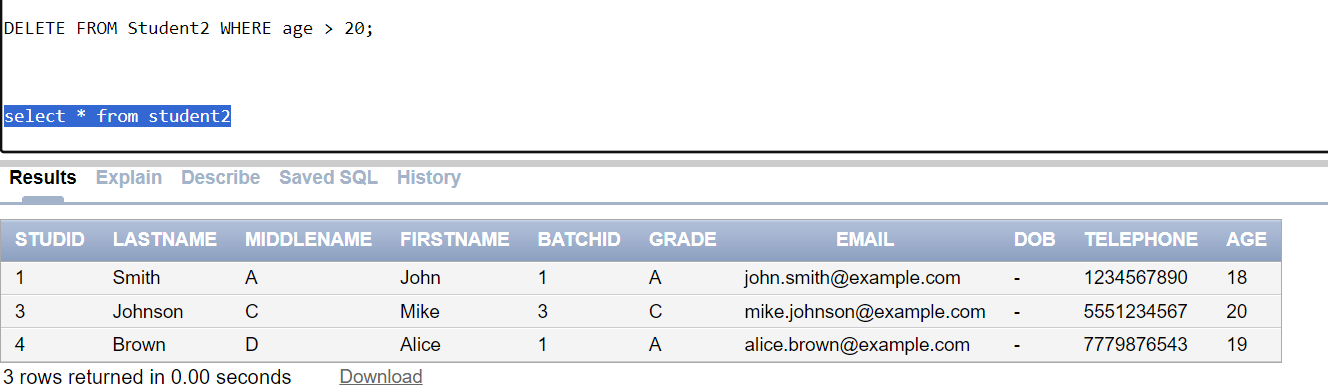 DELETE FROM Student2 WHERE age > 20;
select * from student2
Results Explain Describe Saved SQL History
STUDID LASTNAME MIDDLENAME FIRSTNAME BATCHID GRADE EMAIL DOB TELEPHONE AGE
1 Smith A John 1 A john.smith@example.com - 1234567890 18
3 Johnson C Mike 3 C mike.johnson@example.com - 5551234567 20
4 Brown D Alice 1 A alice.brown@example.com - 7779876543 19
3 rows returned in 0.00 seconds Download